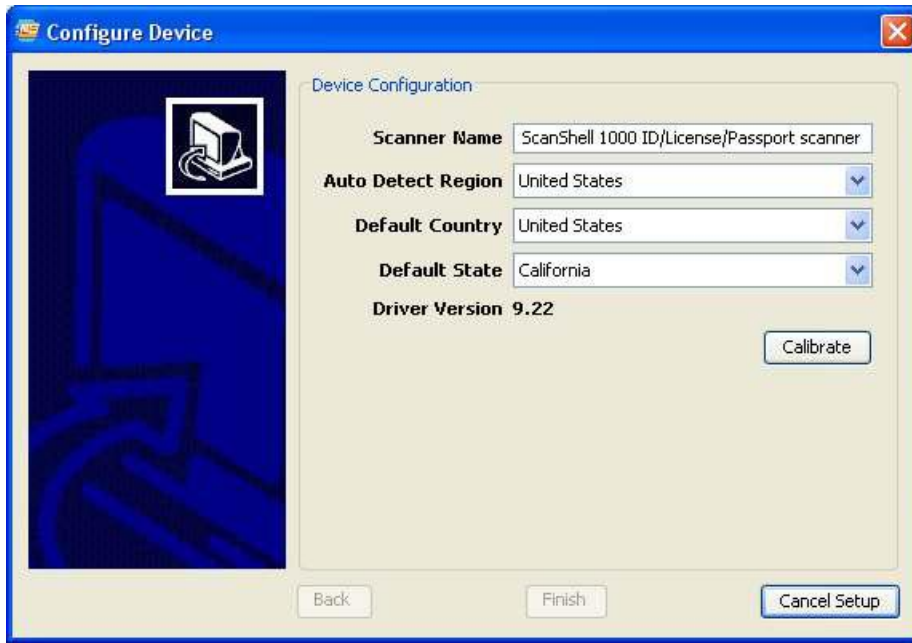 Configure Device
Device Configuration
Scanner Name ScanShell 1000 ID/License/Passport scanner
Auto Detect Region United States
Default Country United States
Default State California
Driver Version 9.22
Calibrate
Back Finish Cancel Setup